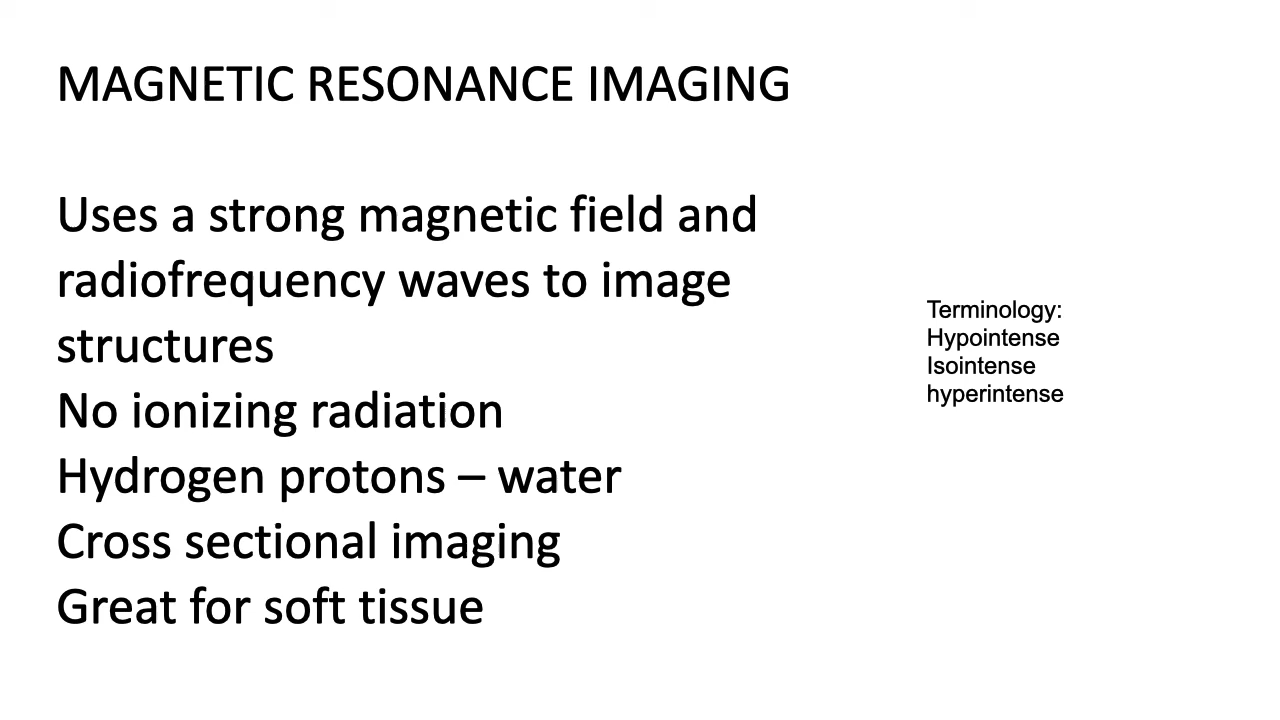 MAGNETIC RESONANCE IMAGING
Uses a strong magnetic field and
radiofrequency waves to image
structures
No ionizing radiation
Hydrogen protons – water
Cross sectional imaging
Great for soft tissue
Terminology:
Hypointense
Isointense
hyperintense